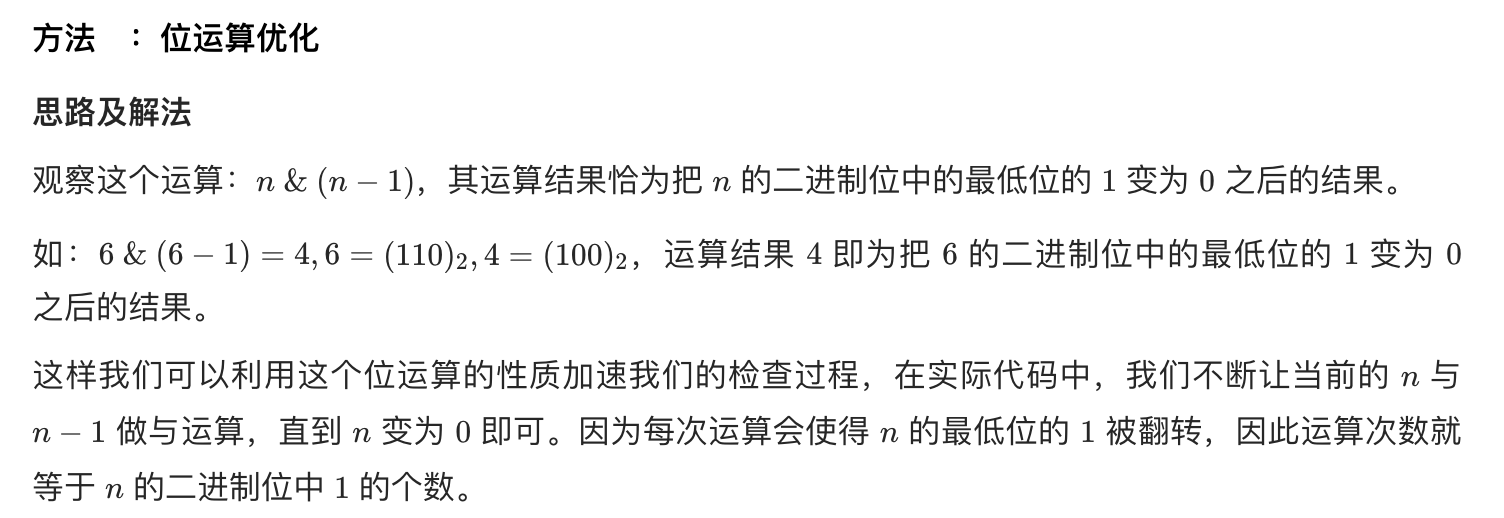 方法 ：位运算优化
思路及解法
观察这个运算：n & (n − 1)，其运算结果恰为把 n 的二进制位中的最低位的 1 变为 0 之后的结果。
如：6 & (6 − 1) = 4, 6 = (110)₂, 4 = (100)₂，运算结果 4 即为把 6 的二进制位中的最低位的 1 变为 0
之后的结果。
这样我们可以利用这个位运算的性质加速我们的检查过程，在实际代码中，我们不断让当前的 n 与
n − 1 做与运算，直到 n 变为 0 即可。因为每次运算会使得 n 的最低位的 1 被翻转，因此运算次数就
等于 n 的二进制位中 1 的个数。